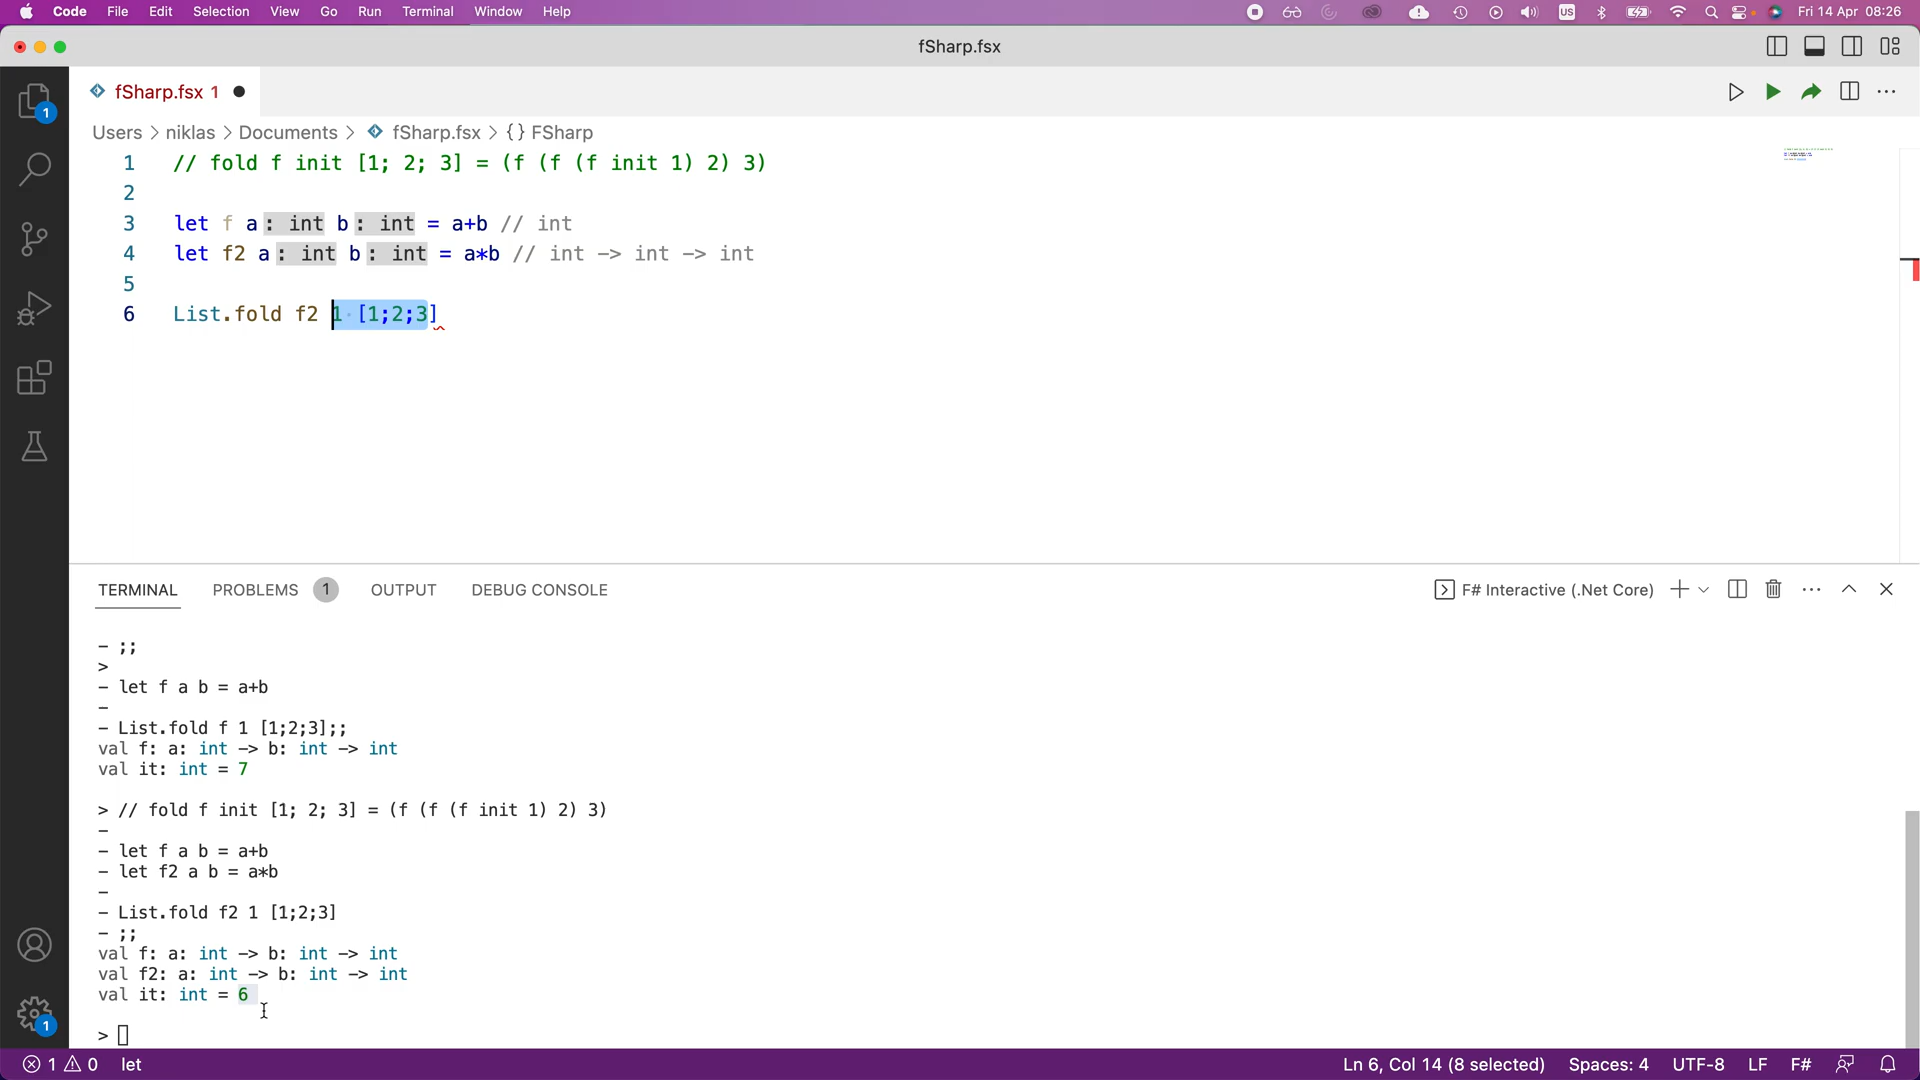 Code File Edit Selection View Go Run Terminal Window Help US Fri 14 Apr 08:26
fSharp.fsx
fSharp.fsx 1
Users > niklas > Documents > fSharp.fsx > {} FSharp
1 // fold f init [1; 2; 3] = (f (f (f init 1) 2) 3)
2
3 let f a: int b: int = a+b // int
4 let f2 a: int b: int = a*b // int -> int -> int
5
6 List.fold f2 1 [1;2;3]
TERMINAL PROBLEMS 1 OUTPUT DEBUG CONSOLE F# Interactive (.Net Core)
- ;;
>
- let f a b = a+b
-
- List.fold f 1 [1;2;3];;
val f: a: int -> b: int -> int
val it: int = 7
> // fold f init [1; 2; 3] = (f (f (f init 1) 2) 3)
-
- let f a b = a+b
- let f2 a b = a*b
-
- List.fold f2 1 [1;2;3]
- ;;
val f: a: int -> b: int -> int
val f2: a: int -> b: int -> int
val it: int = 6
>
1
1
1 0 let Ln 6, Col 14 (8 selected) Spaces: 4 UTF-8 LF F#